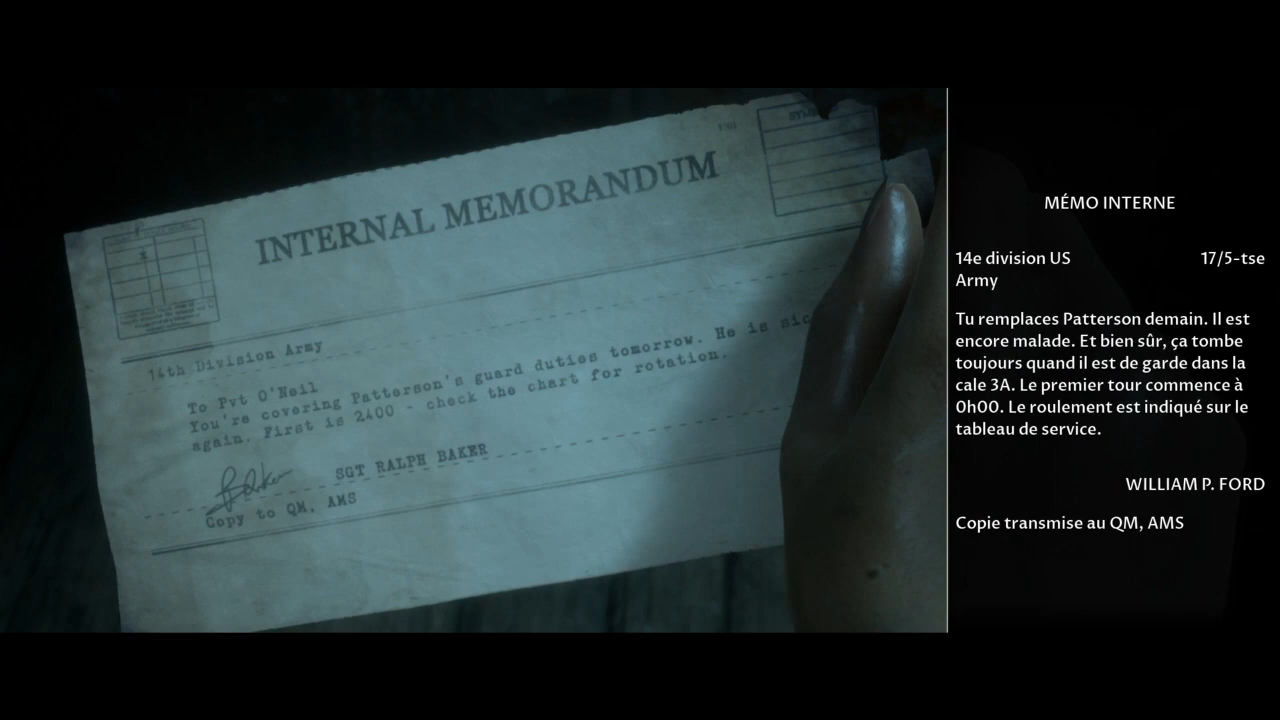 INTERNAL MEMORANDUM
14th Division Army
To Pvt O'Neil
You're covering Patterson's guard duties tomorrow. He is
again. First is 2400 - check the chart for rotation.
SGT RALPH BAKER
Copy to QM, AMS
MÉMO INTERNE
14e division US 17/5-tse
Army
Tu remplaces Patterson demain. Il est
encore malade. Et bien sûr, ça tombe
toujours quand il est de garde dans la
cale 3A. Le premier tour commence à
0h00. Le roulement est indiqué sur le
tableau de service.
WILLIAM P. FORD
Copie transmise au QM, AMS